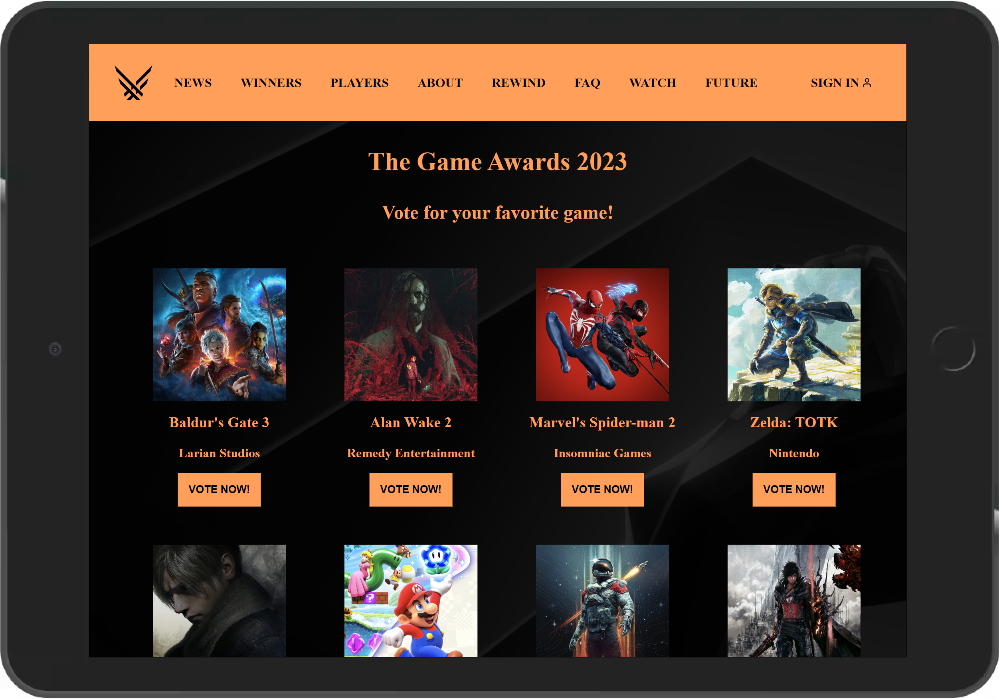 NEWS WINNERS PLAYERS ABOUT REWIND FAQ WATCH FUTURE SIGN IN
The Game Awards 2023
Vote for your favorite game!
FBI
Baldur's Gate 3 Alan Wake 2 Marvel's Spider-man 2 Zelda: TOTK
Larian Studios Remedy Entertainment Insomniac Games Nintendo
VOTE NOW! VOTE NOW! VOTE NOW! VOTE NOW!
?
M